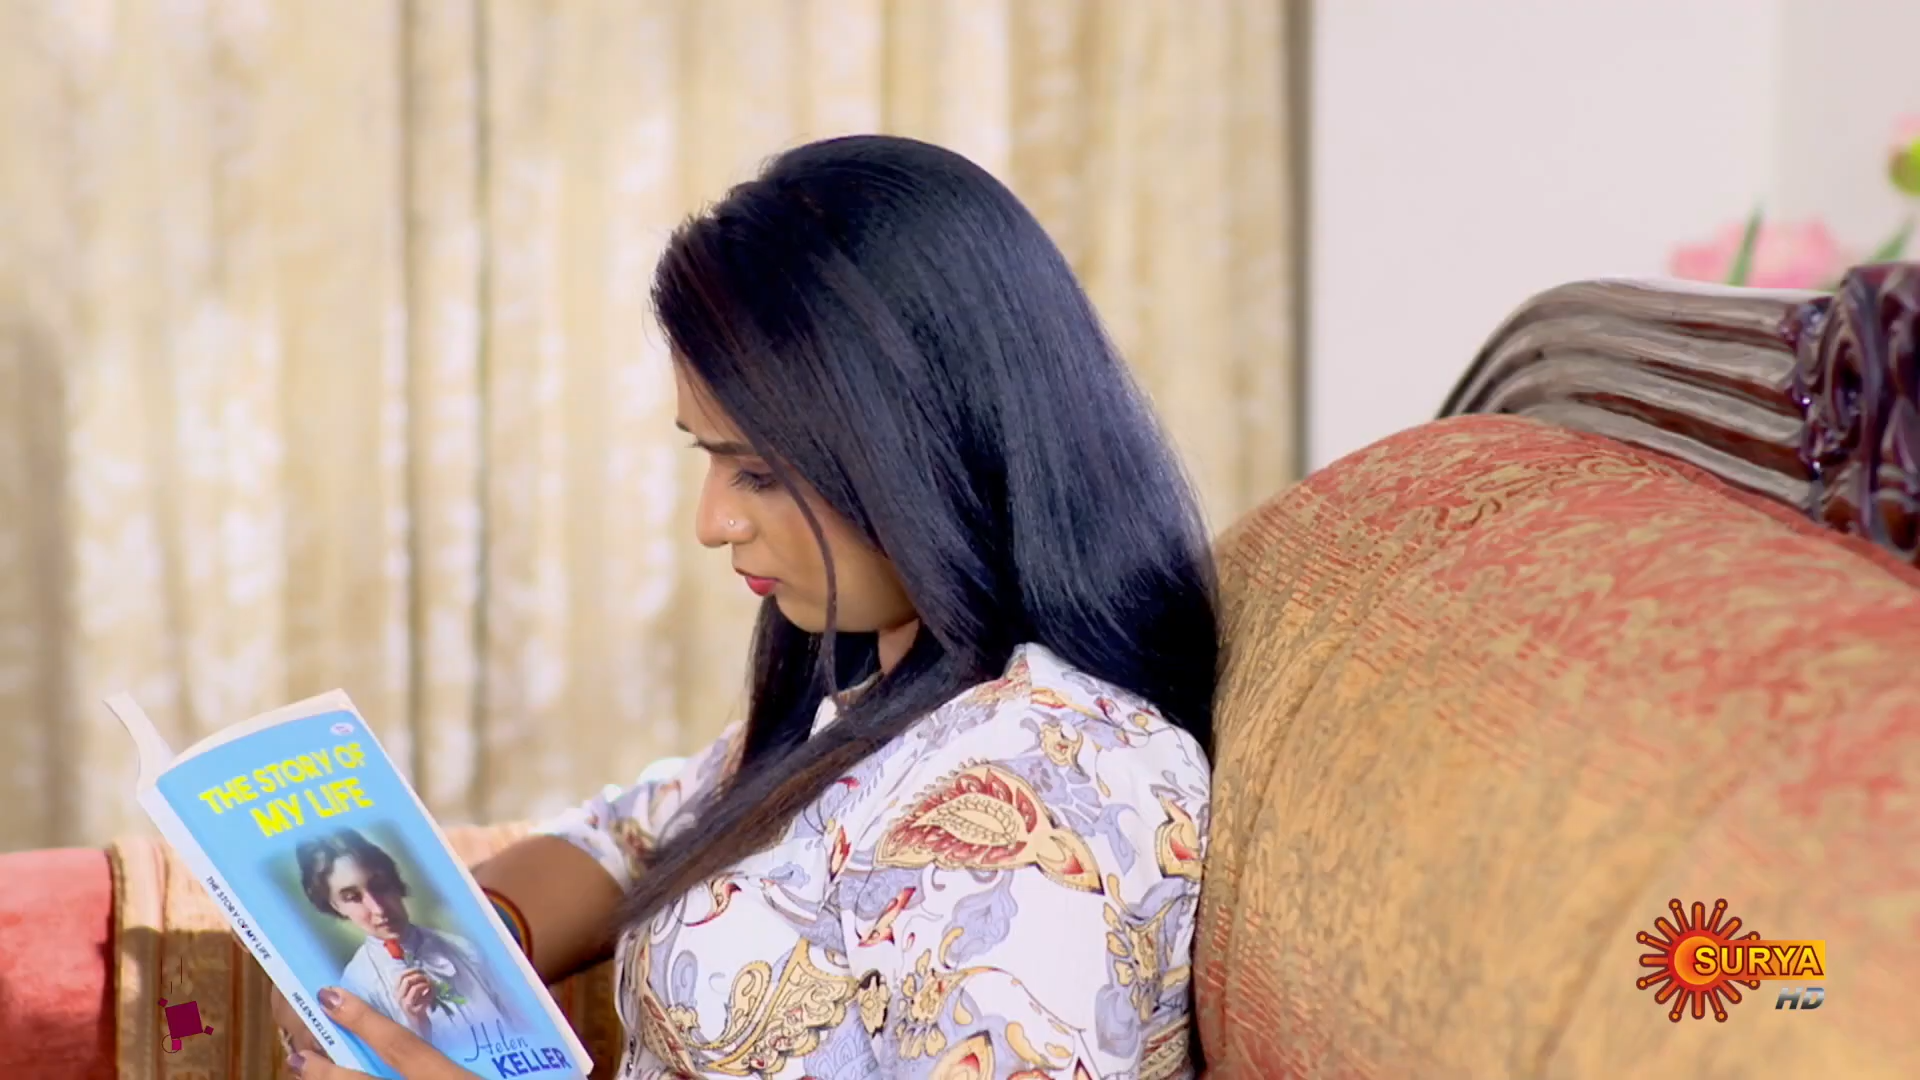 THE STORY OF
MY LIFE
THE STORY OF MY LIFE
HELEN KELLER
Helen
KELLER
SURYA
HD